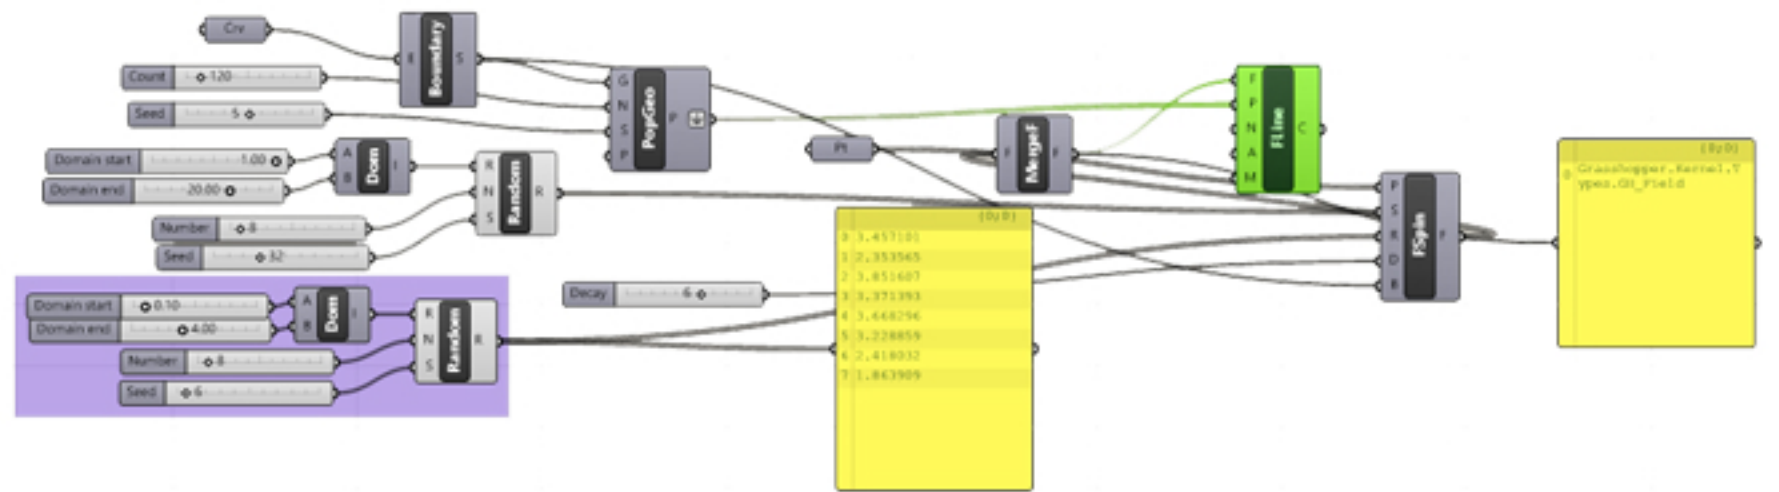 Crv
Boundary
R
S
Count
120
Seed
5
PopGeo
G
N
S
P
P
Domain start
-1.00
Domain end
-20.00
Dom
A
B
I
Random
R
N
S
R
Number
8
Seed
32
Domain start
0.10
Domain end
4.00
Dom
A
B
I
Number
8
Seed
6
Random
R
N
S
R
Decay
6
Pt
MergeF
F
F
FLine
F
P
N
A
M
C
{0;0}
0 3.457101
1 2.353565
2 3.851607
3 3.371393
4 3.668296
5 3.228859
6 2.418032
7 1.863909
FSpin
P
S
R
D
B
F
{0;0}
0 Grasshopper.Kernel.T
ypes.GH_Field